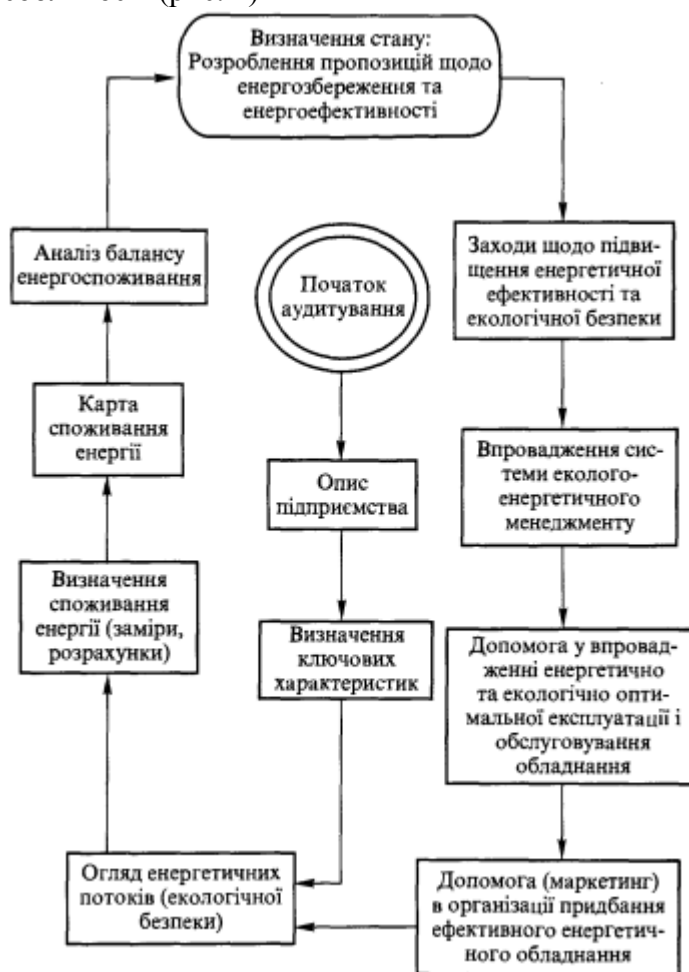 Визначення стану:
Розроблення пропозицій щодо
енергозбереження та
енергоефективності
Аналіз балансу
енергоспоживання
Початок
аудитування
Заходи щодо підви-
щення енергетичної
ефективності та
екологічної безпеки
Карта
споживання
енергії
Опис
підприємства
Впровадження сис-
теми еколого-
енергетичного
менеджменту
Визначення
споживання
енергії (заміри,
розрахунки)
Визначення
ключових
характеристик
Допомога у впровад-
женні енергетично
та екологічно опти-
мальної експлуатації і
обслуговування
обладнання
Огляд енергетичних
потоків (екологічної
безпеки)
Допомога (маркетинг)
в організації придбання
ефективного енергетич-
ного обладнання